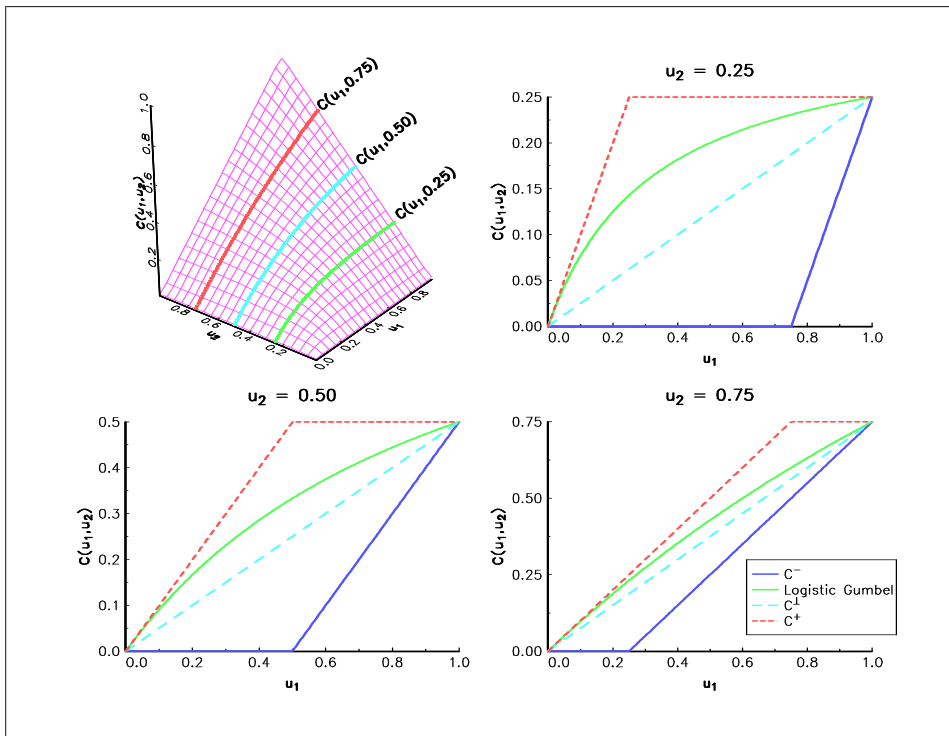 C(u₁,u₂)
1.0
0.8
0.6
0.4
0.2
C(u₁,0.75)
C(u₁,0.50)
C(u₁,0.25)
0.8
0.6
0.4
0.2
u₂
0.0
0.2
0.4
0.6
0.8
u₁
u₂ = 0.25
C(u₁,u₂)
0.25
0.20
0.15
0.10
0.05
0.00
0.0 0.2 0.4 0.6 0.8 1.0
u₁
u₂ = 0.50
C(u₁,u₂)
0.5
0.4
0.3
0.2
0.1
0.0
0.0 0.2 0.4 0.6 0.8 1.0
u₁
u₂ = 0.75
C(u₁,u₂)
0.75
0.50
0.25
0.00
0.0 0.2 0.4 0.6 0.8 1.0
u₁
C⁻
Logistic Gumbel
C⊥
C⁺